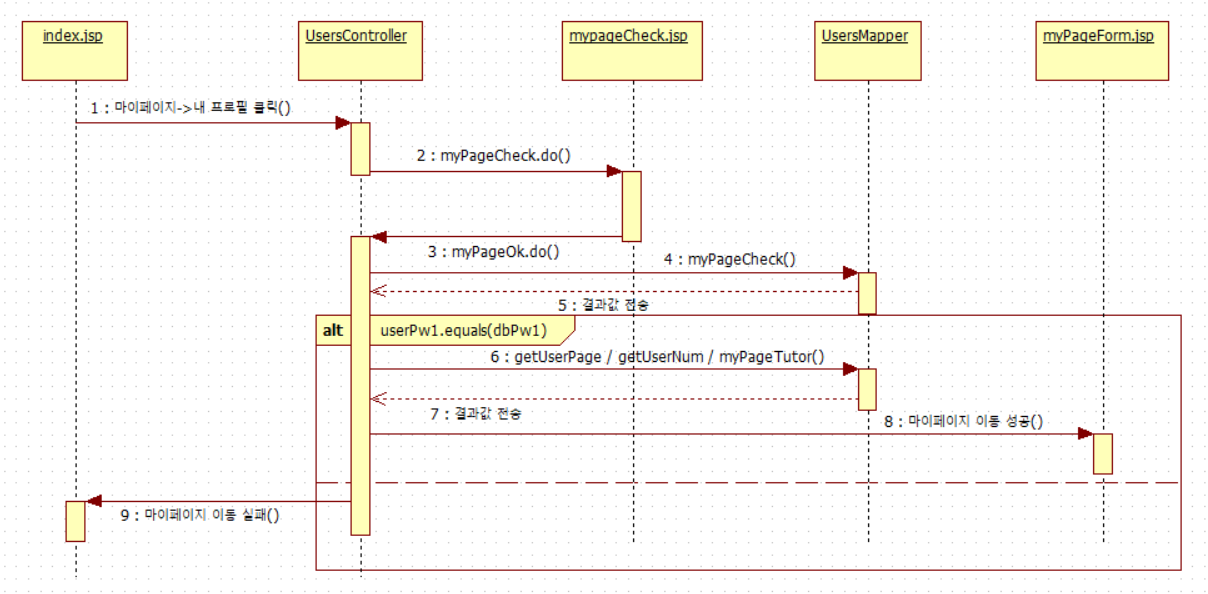 index.jsp
UsersController
mypageCheck.jsp
UsersMapper
myPageForm.jsp
1 : 마이페이지->내 프로필 클릭()
2 : myPageCheck.do()
3 : myPageOk.do()
4 : myPageCheck()
5 : 결과값 전송
alt
userPw1.equals(dbPw1)
6 : getUserPage / getUserNum / myPageTutor()
7 : 결과값 전송
8 : 마이페이지 이동 성공()
9 : 마이페이지 이동 실패()